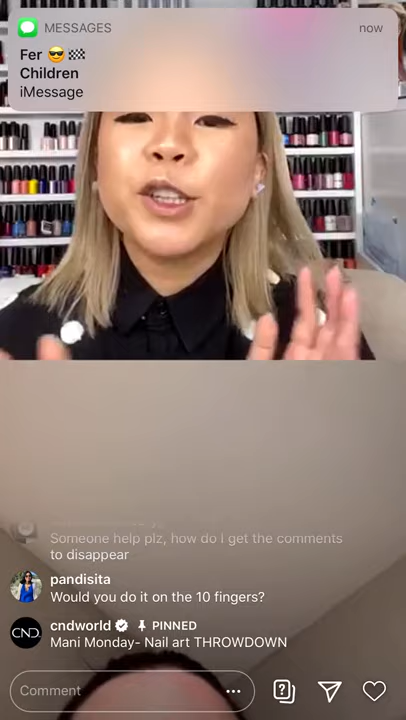 MESSAGES
now
Fer 😎🏁
Children
iMessage
Someone help plz, how do I get the comments
to disappear
pandisita
Would you do it on the 10 fingers?
CND
cndworld
PINNED
Mani Monday- Nail art THROWDOWN
Comment